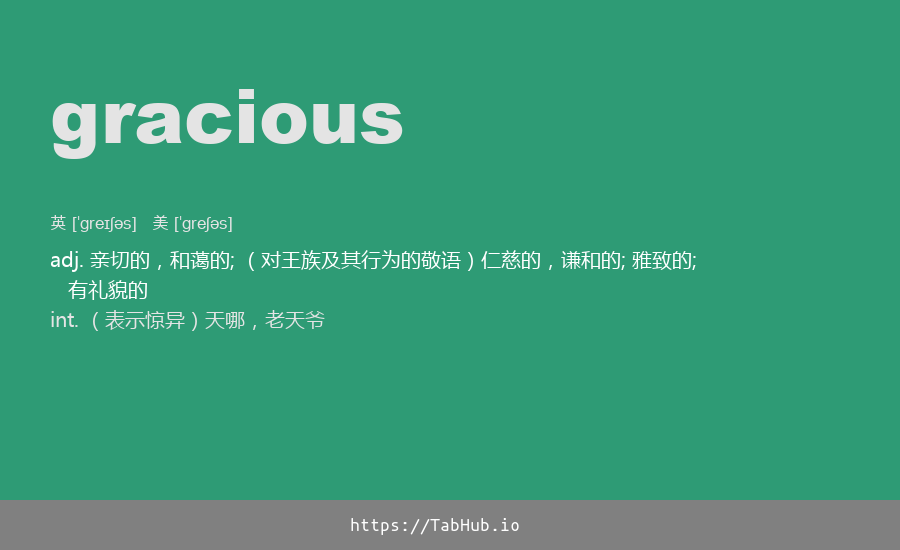 gracious
英 [ˈɡreɪʃəs] 美 [ˈɡreʃəs]
adj. 亲切的，和蔼的; （对王族及其行为的敬语）仁慈的，谦和的; 雅致的;
有礼貌的
int. （表示惊异）天哪，老天爷
https://TabHub.io